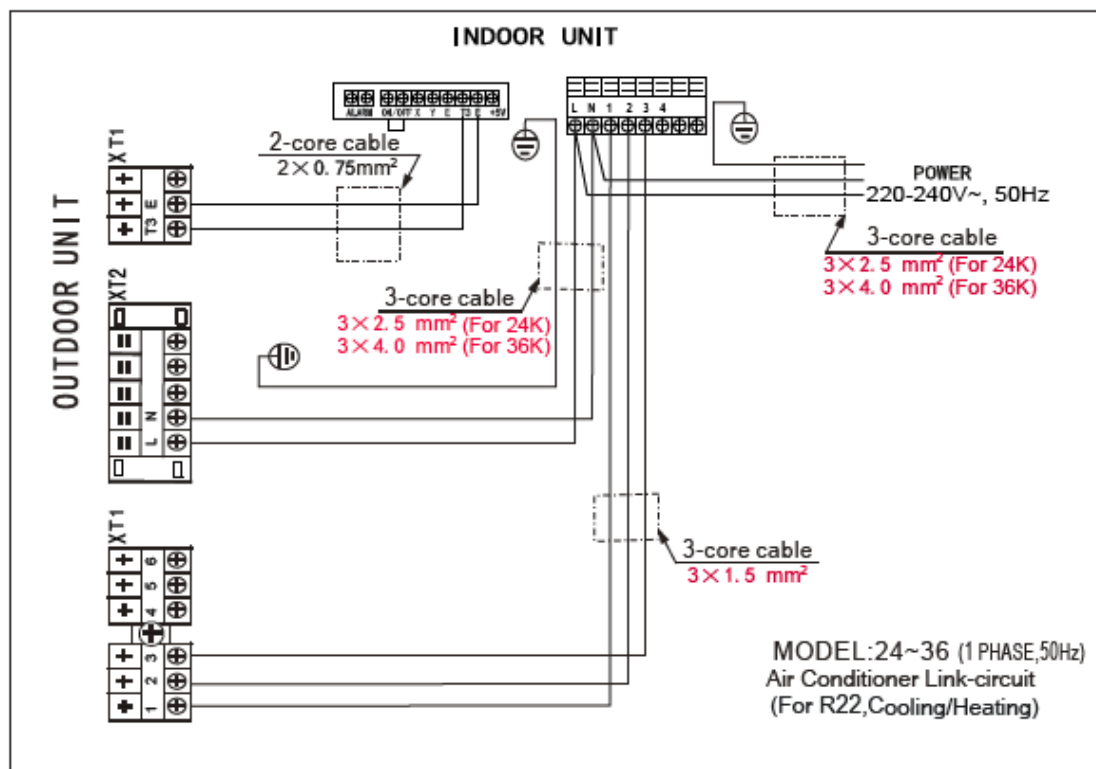 INDOOR UNIT
ALARM ON/OFF X Y E T3 E +5V
L N 1 2 3 4
XT1
2-core cable
2×0.75mm²
E
T3
POWER
220-240V~, 50Hz
3-core cable
3×2.5 mm² (For 24K)
3×4.0 mm² (For 36K)
OUTDOOR UNIT
XT2
3-core cable
3×2.5 mm² (For 24K)
3×4.0 mm² (For 36K)
N
L
XT1
3-core cable
3×1.5 mm²
6
5
4
3
2
1
MODEL:24~36 (1 PHASE,50Hz)
Air Conditioner Link-circuit
(For R22,Cooling/Heating)